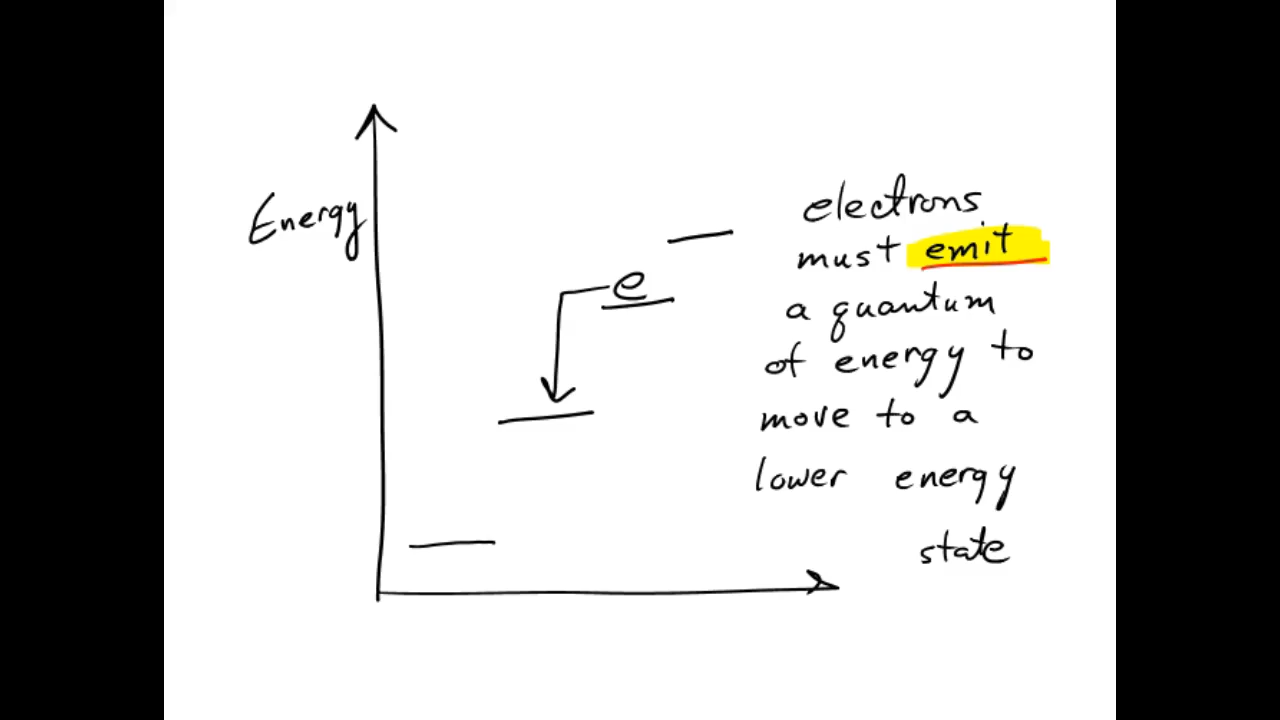 Energy
e
electrons
must emit
a quantum
of energy to
move to a
lower energy
state